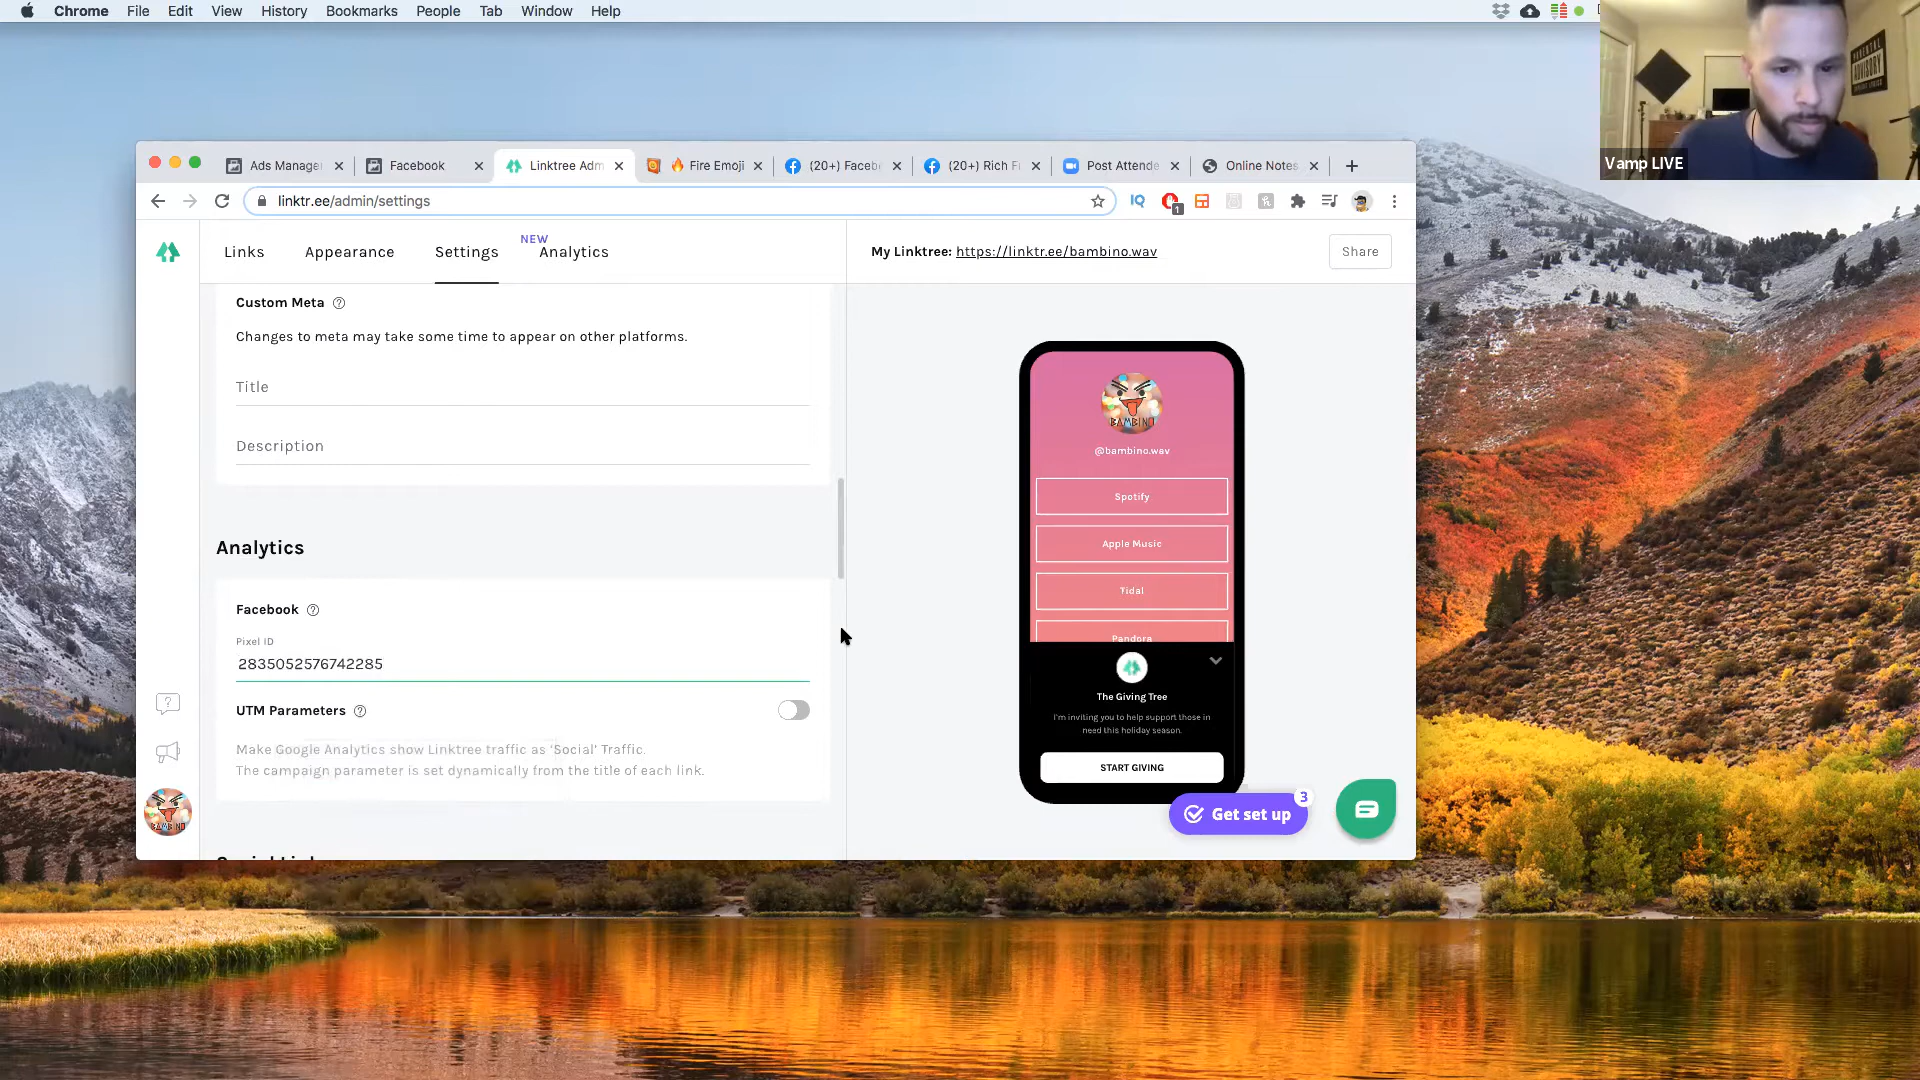 Chrome File Edit View History Bookmarks People Tab Window Help
PARENTAL
ADVISORY
Vamp LIVE
Ads Manage Facebook Linktree Adm Fire Emoji (20+) Faceb (20+) Rich F Post Attende Online Notes
linktr.ee/admin/settings
IQ
1
Links Appearance Settings NEW Analytics
My Linktree: https://linktr.ee/bambino.wav Share
Custom Meta ?
Changes to meta may take some time to appear on other platforms.
Title
Description
Analytics
Facebook ?
Pixel ID
2835052576742285
UTM Parameters ?
Make Google Analytics show Linktree traffic as ‘Social’ Traffic.
The campaign parameter is set dynamically from the title of each link.
BAMBINO
BAMBINO
@bambino.wav
Spotify
Apple Music
Tidal
Pandora
The Giving Tree
I'm inviting you to help support those in
need this holiday season.
START GIVING
Get set up
3